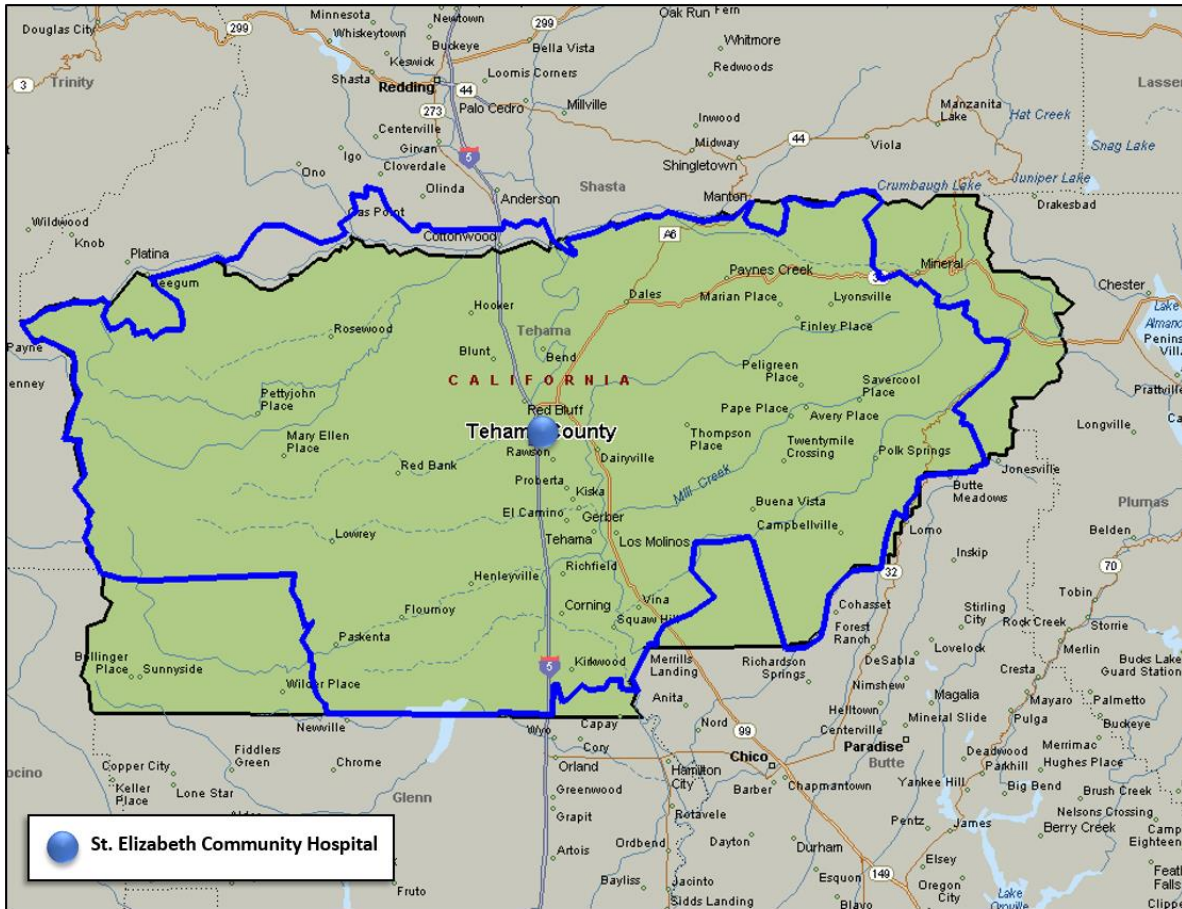 Douglas City
299
Minnesota
Whiskeytown
Newtown
Buckeye
299
Bella Vista
Oak Run
Fern
Whitmore
Redwoods
Trinity
3
Keswick
Shasta
Redding
Loomis Corners
44
Palo Cedro
Millville
Lassen
Manzanita
Lake
Hat Creek
273
Centerville
Girvan
Igo
Cloverdale
Ono
Olinda
5
Inwood
Midway
44
Shingletown
Viola
Snag Lake
Juniper Lake
Crumbaugh Lake
Anderson
Shasta
Manton
Drakesbad
Gas Point
Wildwood
Knob
Platina
Cottonwood
A6
Mineral
Paynes Creek
Chester
Hooker
Dales
Marian Place
Lyonsville
Lake
Rosewood
Tehama
Finley Place
Payne
Blunt
Bend
Peligreen
Place
Savercool
Place
Prattville
CALIFORNIA
Pettyjohn
Place
Red Bluff
Pape Place
Avery Place
Tehama County
Thompson
Place
Twentymile
Crossing
Longville
Mary Ellen
Place
Rawson
Dairyville
Polk Springs
Jonesville
Red Bank
Proberta
Kiska
Mill Creek
Butte
Meadows
El Camino
Gerber
Buena Vista
Campbellville
Plumas
Lowrey
Tehama
Los Molinos
Lomo
Belden
Inskip
Henleyville
Richfield
32
70
Flournoy
Corning
Vina
Squaw Hill
Cohasset
Forest
Ranch
Stirling
City
Tobin
Rock Creek
Storrie
Paskenta
5
Kirkwood
Merrills
Landing
Richardson
Springs
DeSabla
Lovelock
Merlin
Cresta
Bucks Lake
Guard Station
Sunnyside
Wilder Place
Anita
Nimshew
Magalia
Mayaro
Palmetto
Newville
Capay
Nord
Helltown
Mineral Slide
Pulga
Buckeye
Wyo
Cory
99
Centerville
Fiddlers
Green
Paradise
Deadwood
Merrimac
Copper City
Chrome
Orland
Hamilton
City
Chico
Butte
Parkhill
Hughes Place
Keller
Place
Lone Star
Barber
Chapmantown
Yankee Hill
Big Bend
Brush Creek
Glenn
Greenwood
Nelsons Crossing
Grapit
Rotavele
Pentz
James
Berry Creek
Ordbend
Dayton
Durham
St. Elizabeth Community Hospital
Artois
Elsey
Esquon
149
Oregon
City
Fruto
Bayliss
Jacinto
Lake